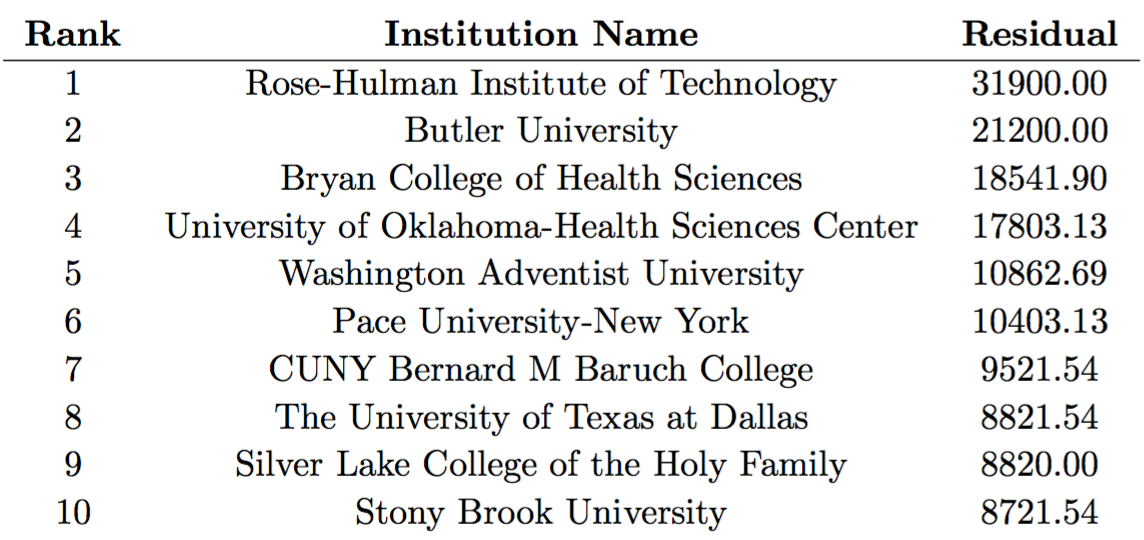 Rank Institution Name Residual
1 Rose-Hulman Institute of Technology 31900.00
2 Butler University 21200.00
3 Bryan College of Health Sciences 18541.90
4 University of Oklahoma-Health Sciences Center 17803.13
5 Washington Adventist University 10862.69
6 Pace University-New York 10403.13
7 CUNY Bernard M Baruch College 9521.54
8 The University of Texas at Dallas 8821.54
9 Silver Lake College of the Holy Family 8820.00
10 Stony Brook University 8721.54